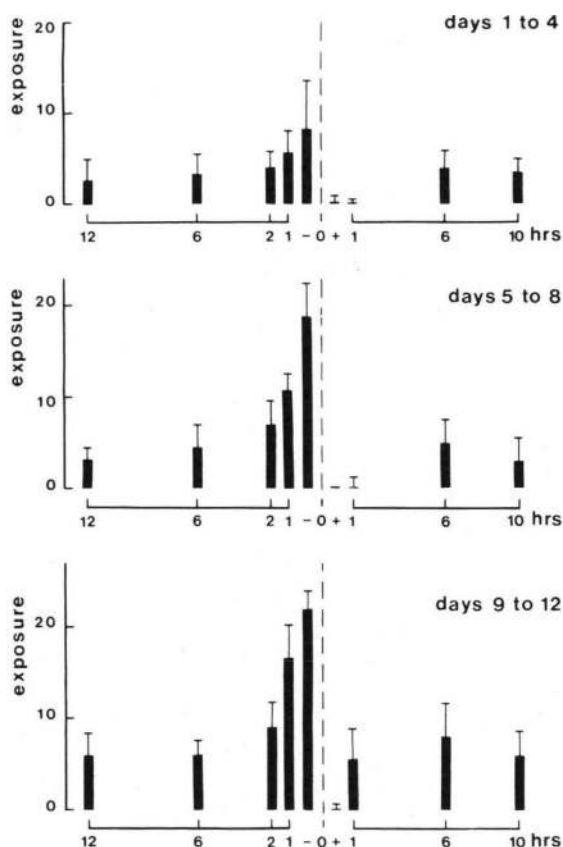 days 1 to 4
exposure
20
10
0
12 6 2 1 – 0 + 1 6 10 hrs
days 5 to 8
exposure
20
10
0
12 6 2 1 – 0 + 1 6 10 hrs
days 9 to 12
exposure
20
10
0
12 6 2 1 – 0 + 1 6 10 hrs